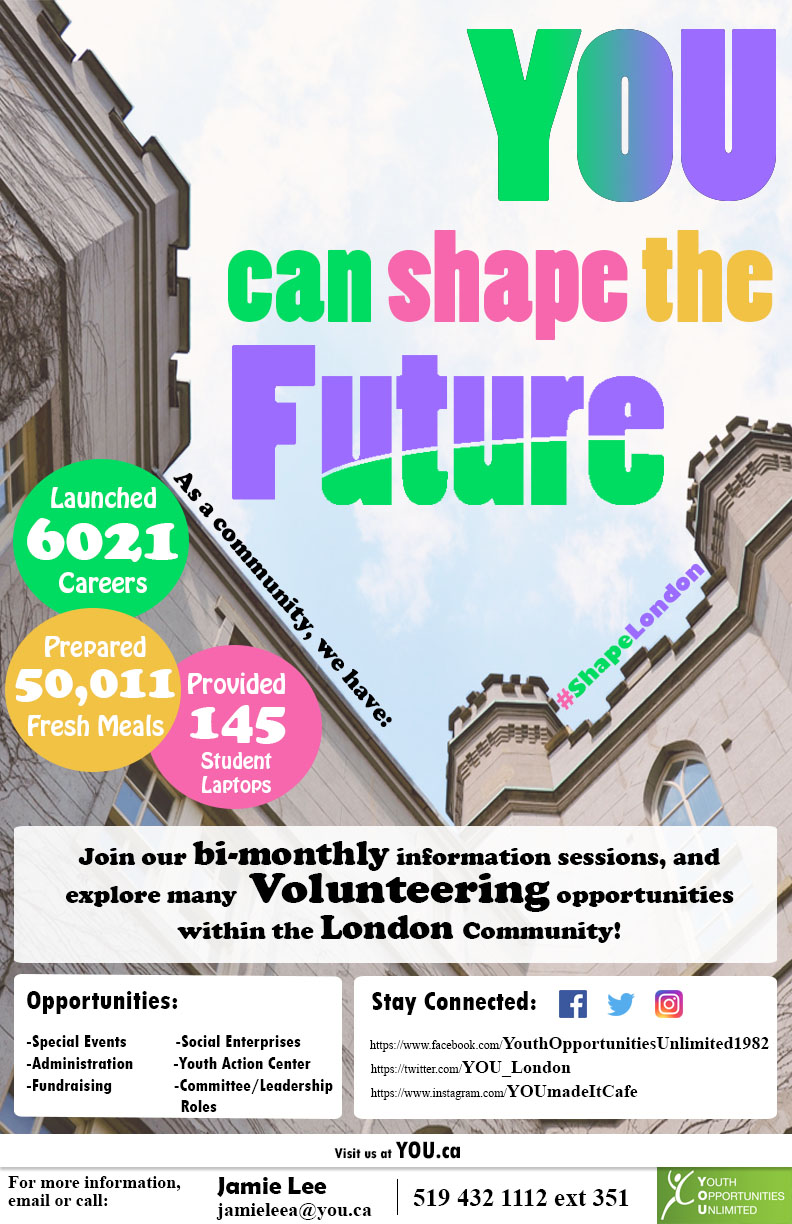 YOU
can shape the
Future
As a community, we have:
Launched
6021
Careers
Prepared
50,011
Fresh Meals
Provided
145
Student
Laptops
#ShapeLondon
Join our bi-monthly information sessions, and
explore many Volunteering opportunities
within the London Community!
Opportunities:
-Special Events
-Administration
-Fundraising
-Social Enterprises
-Youth Action Center
-Committee/Leadership
Roles
Stay Connected:
https://www.facebook.com/YouthOpportunitiesUnlimited1982
https://twitter.com/YOU_London
https://www.instagram.com/YOUmadeItCafe
Visit us at YOU.ca
For more information,
email or call:
Jamie Lee
jamieleea@you.ca
519 432 1112 ext 351
YOUTH
OPPORTUNITIES
UNLIMITED